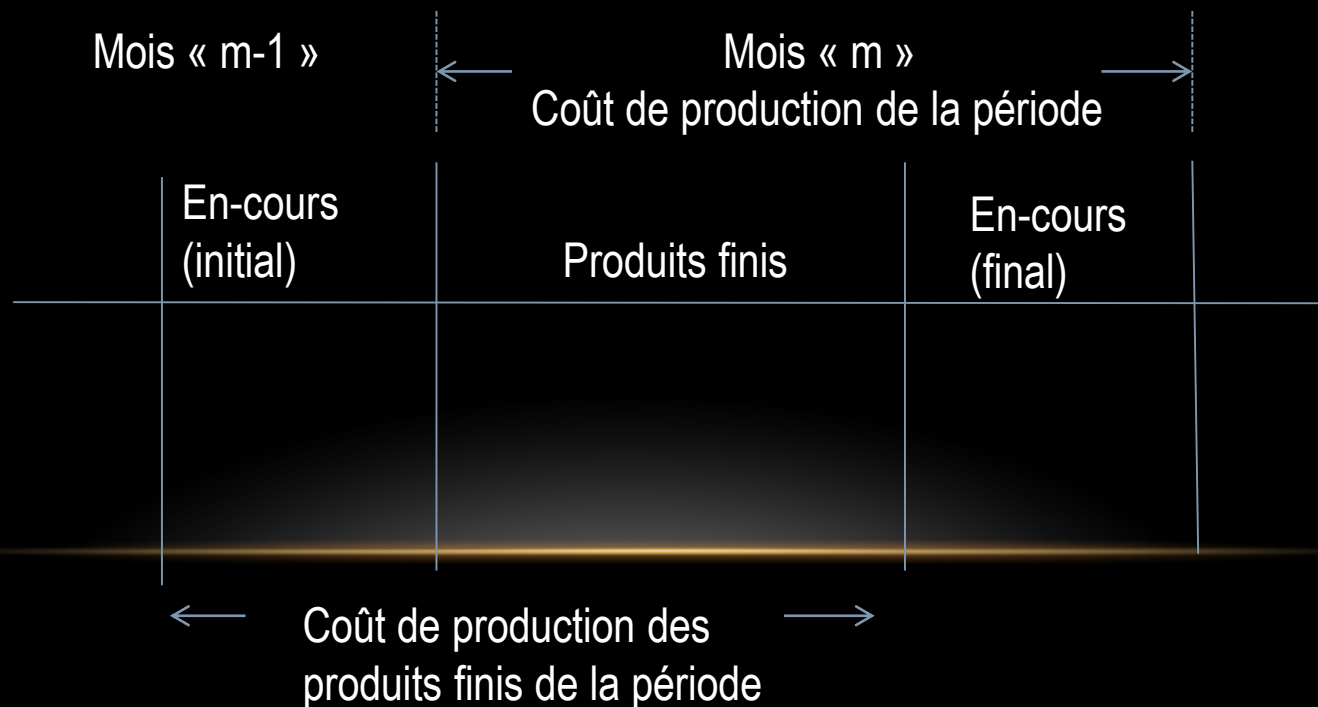 Mois « m-1 »
Mois « m »
Coût de production de la période
En-cours
(initial)
Produits finis
En-cours
(final)
Coût de production des
produits finis de la période